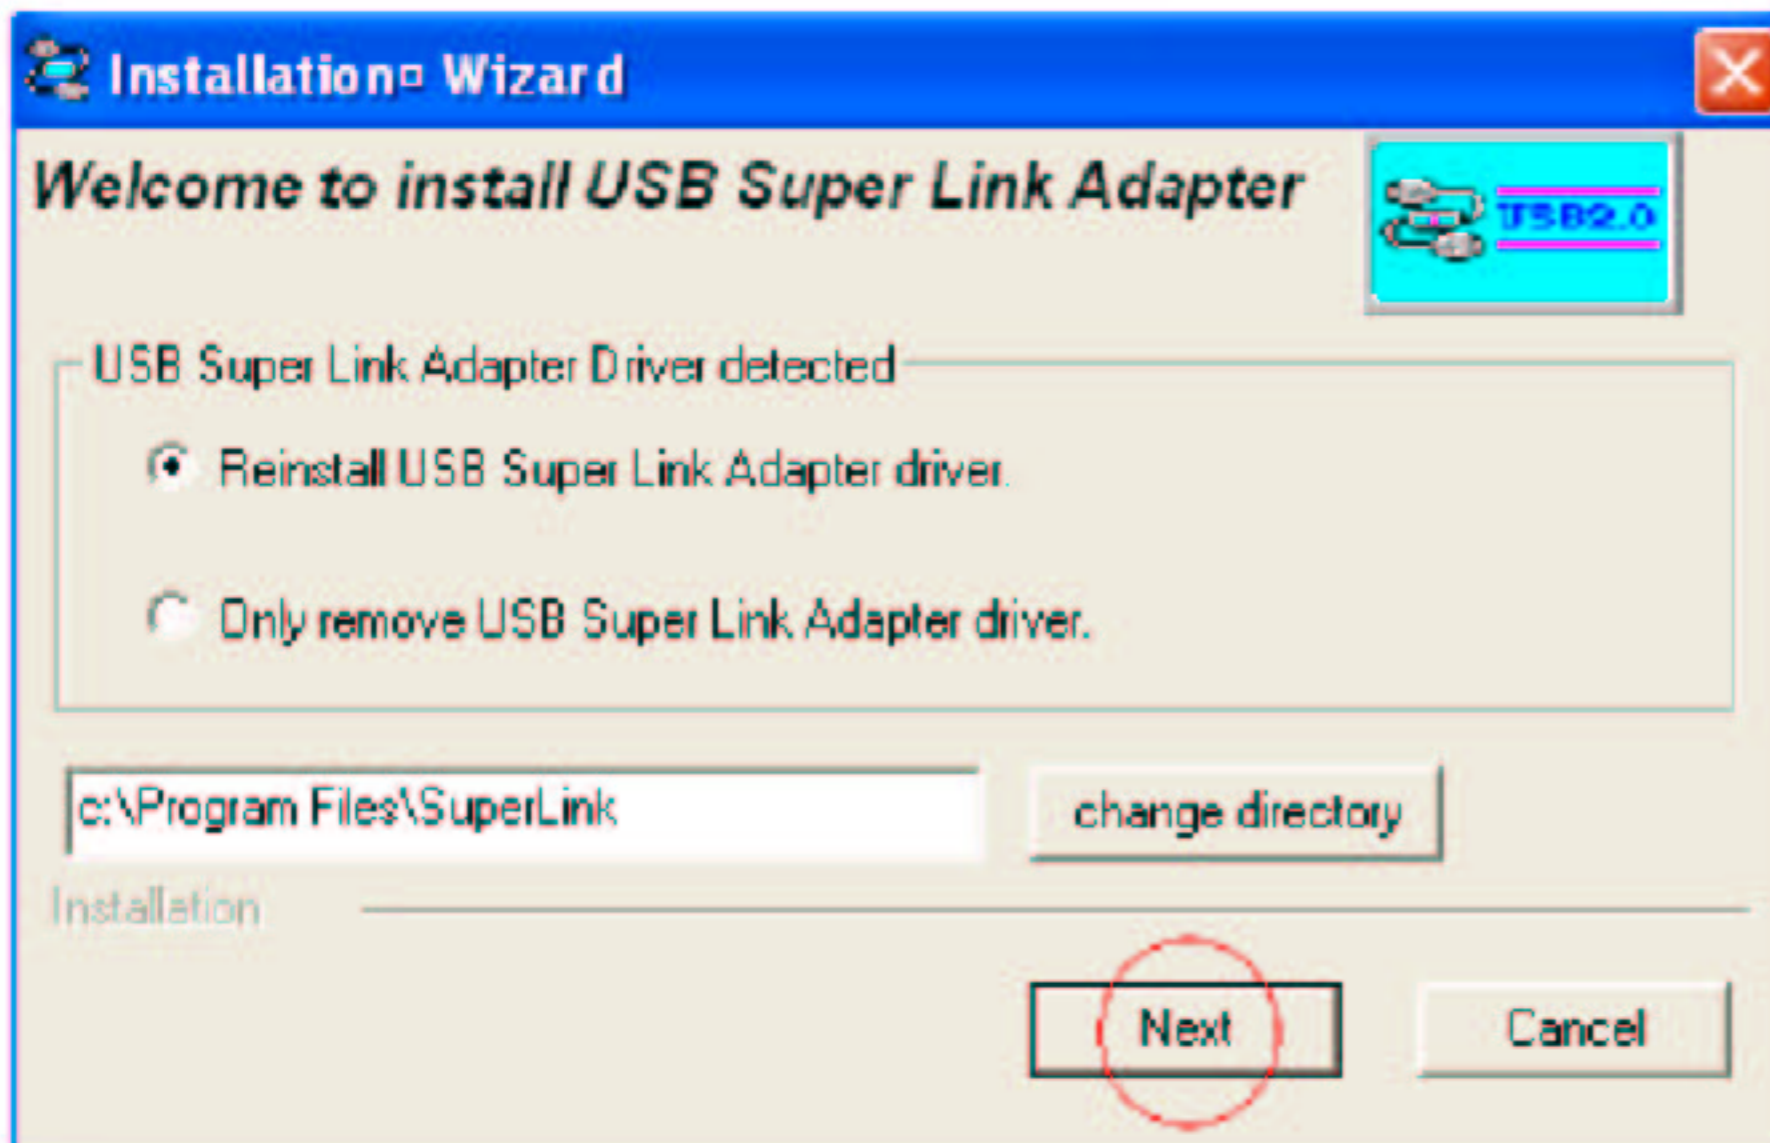 Installation▫ Wizard
Welcome to install USB Super Link Adapter
USB2.0
USB Super Link Adapter Driver detected
Reinstall USB Super Link Adapter driver.
Only remove USB Super Link Adapter driver.
c:\Program Files\SuperLink
change directory
Installation
Next
Cancel